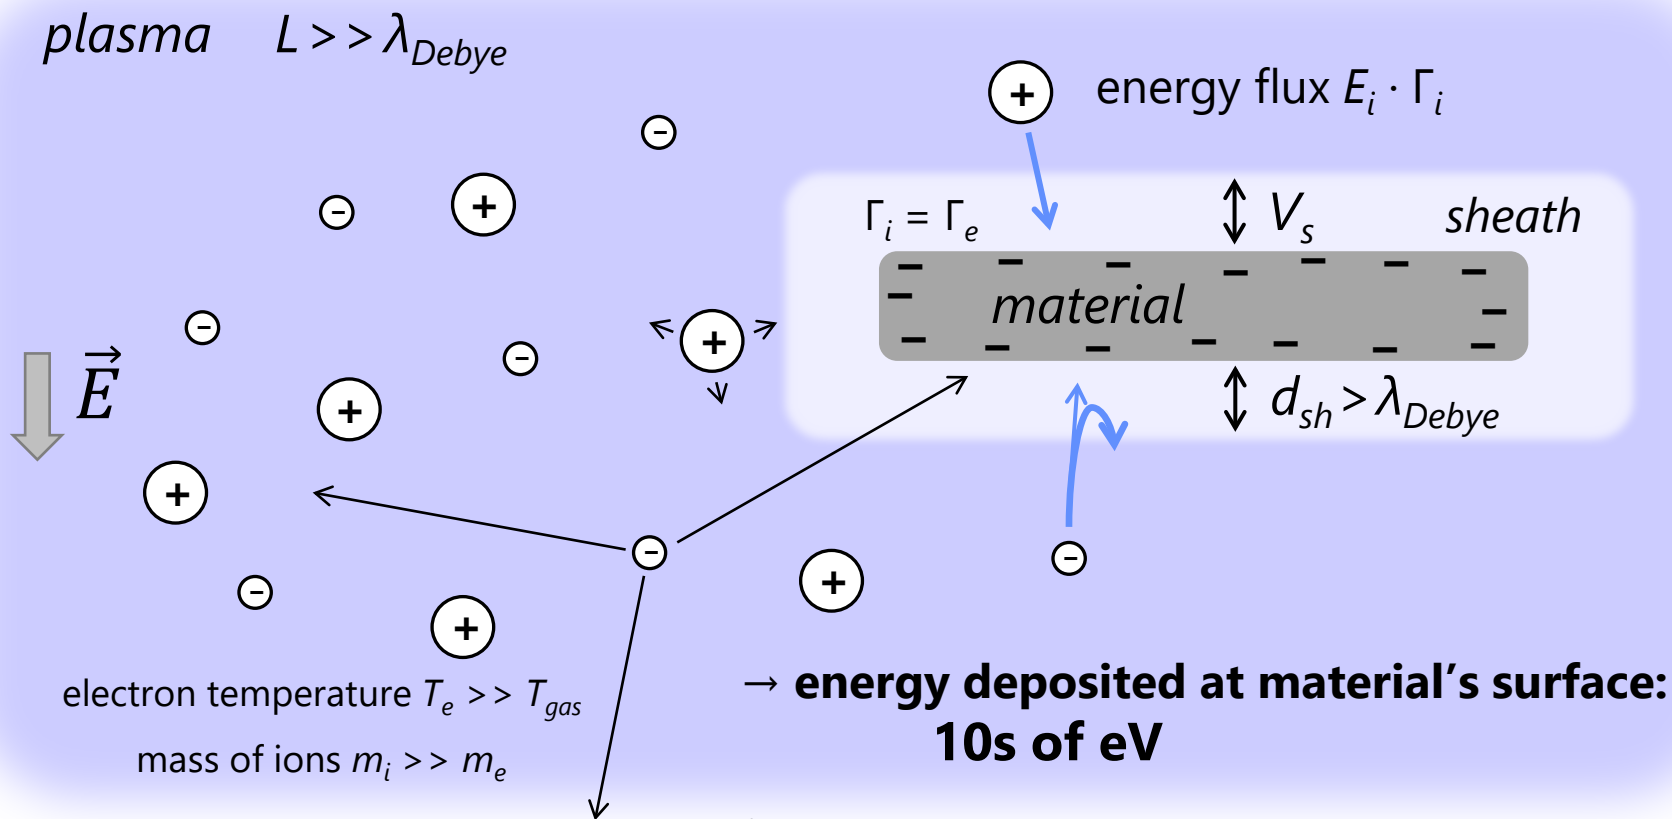 plasma L >> λDebye
energy flux Ei · Γi
Γi = Γe
Vs
sheath
material
E
dsh > λDebye
electron temperature Te >> Tgas
mass of ions mi >> me
→ energy deposited at material's surface:
10s of eV